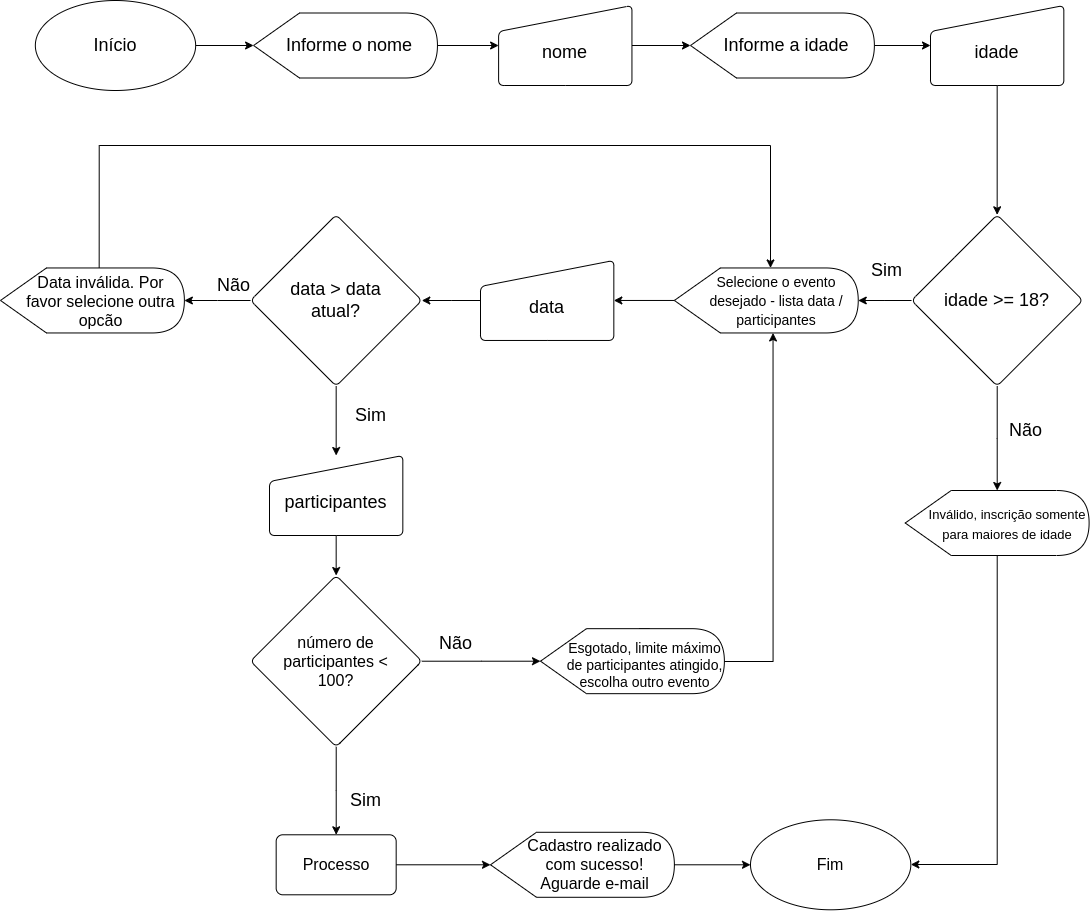 Início
Informe o nome
nome
Informe a idade
idade
Data inválida. Por
favor selecione outra
opcão
Não
data > data
atual?
data
Selecione o evento
desejado - lista data /
participantes
Sim
idade >= 18?
Sim
Não
participantes
Inválido, inscrição somente
para maiores de idade
número de
participantes <
100?
Não
Esgotado, limite máximo
de participantes atingido,
escolha outro evento
Sim
Processo
Cadastro realizado
com sucesso!
Aguarde e-mail
Fim